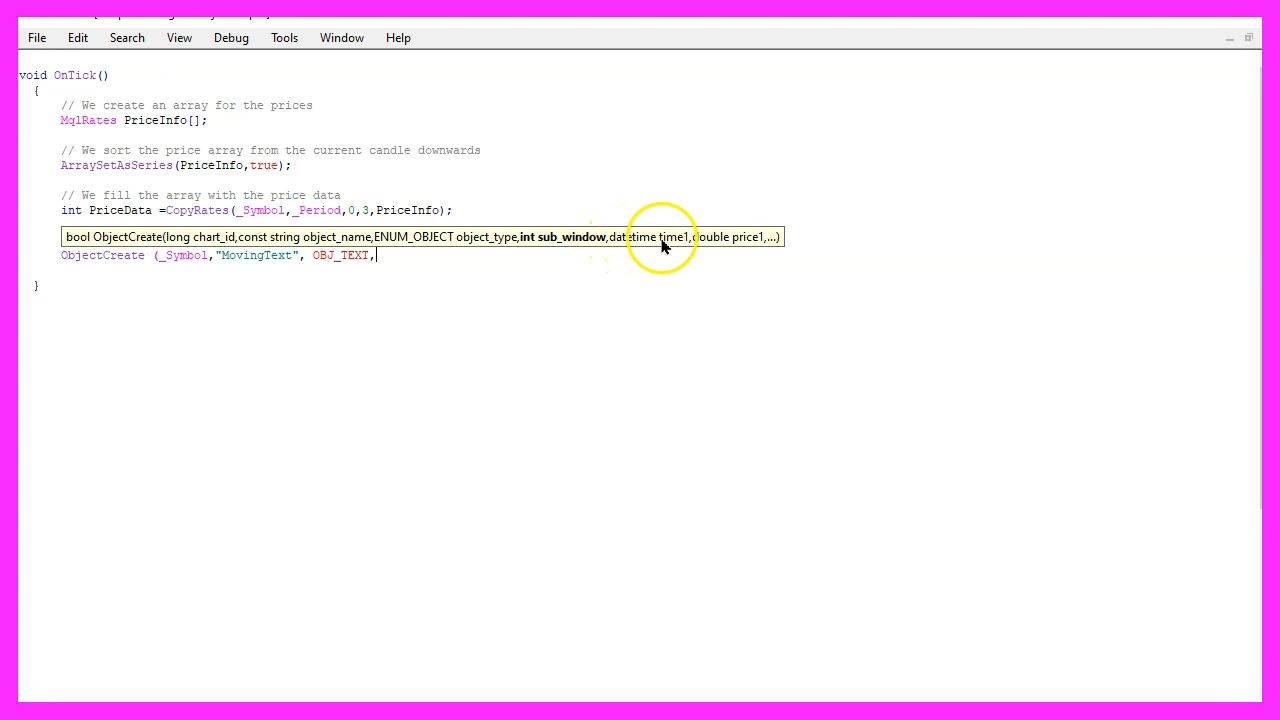 File Edit Search View Debug Tools Window Help
void OnTick()
{
// We create an array for the prices
MqlRates PriceInfo[];
// We sort the price array from the current candle downwards
ArraySetAsSeries(PriceInfo,true);
// We fill the array with the price data
int PriceData =CopyRates(_Symbol,_Period,0,3,PriceInfo);
bool ObjectCreate(long chart_id,const string object_name,ENUM_OBJECT object_type,int sub_window,datetime time1,double price1,...)
ObjectCreate (_Symbol,"MovingText", OBJ_TEXT,
}